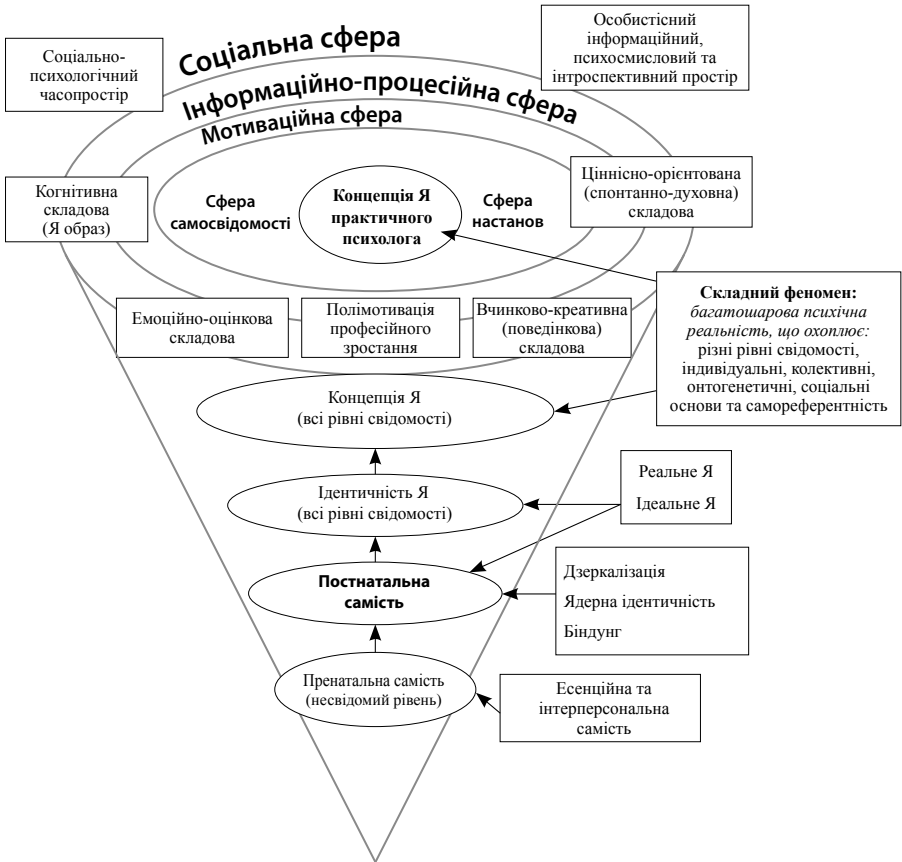 Соціально-
психологічний
часопростір
Соціальна сфера
Особистісний
інформаційний,
психосмисловий та
інтроспективний простір
Інформаційно-процесійна сфера
Мотиваційна сфера
Когнітивна
складова
(Я образ)
Сфера
самосвідомості
Концепція Я
практичного
психолога
Сфера
настанов
Ціннісно-орієнтована
(спонтанно-духовна)
складова
Емоційно-оцінкова
складова
Полімотивація
професійного
зростання
Вчинково-креативна
(поведінкова)
складова
Складний феномен:
багатошарова психічна
реальність, що охоплює:
різні рівні свідомості,
індивідуальні, колективні,
онтогенетичні, соціальні
основи та самореферентність
Концепція Я
(всі рівні свідомості)
Ідентичність Я
(всі рівні свідомості)
Реальне Я
Ідеальне Я
Постнатальна
самість
Дзеркалізація
Ядерна ідентичність
Біндунг
Пренатальна самість
(несвідомий рівень)
Есенційна та
інтерперсональна
самість